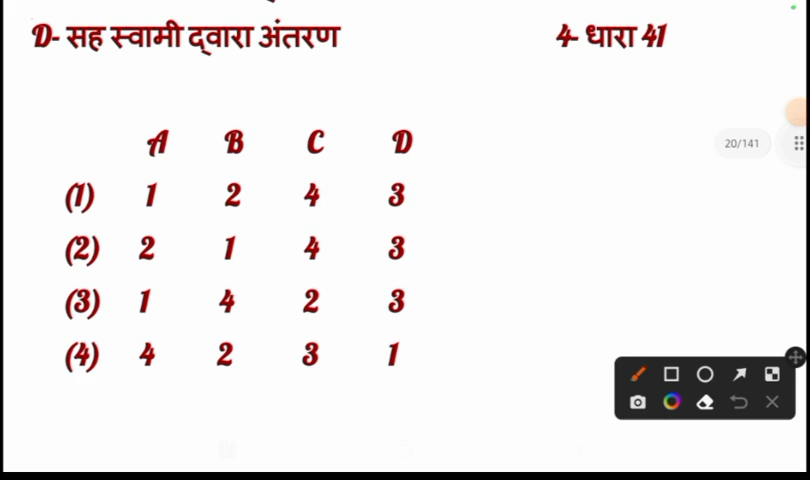 D- सह स्वामी द्वारा अंतरण 4- धारा 41
A B C D
20/141
(1) 1 2 4 3
(2) 2 1 4 3
(3) 1 4 2 3
(4) 4 2 3 1